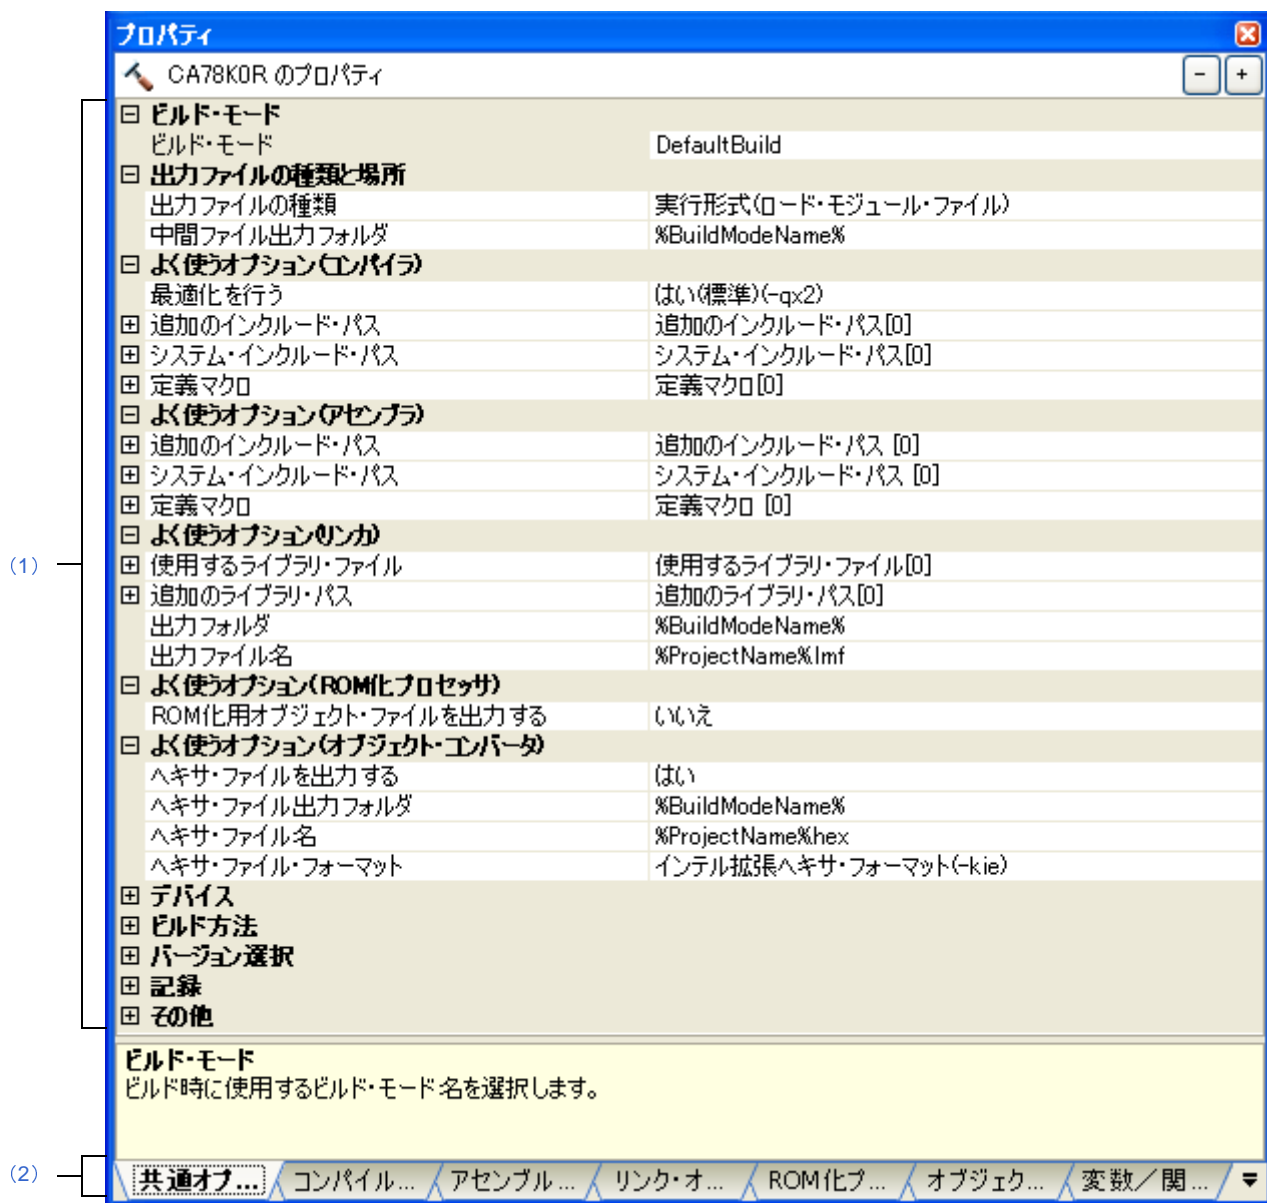 プロパティ
CA78K0R のプロパティ
- +
ビルド・モード
ビルド・モード DefaultBuild
出力ファイルの種類と場所
出力ファイルの種類 実行形式(ロード・モジュール・ファイル)
中間ファイル出力フォルダ %BuildModeName%
よく使うオプション(コンパイラ)
最適化を行う はい(標準)(-qx2)
追加のインクルード・パス 追加のインクルード・パス[0]
システム・インクルード・パス システム・インクルード・パス[0]
定義マクロ 定義マクロ[0]
よく使うオプション(アセンブラ)
追加のインクルード・パス 追加のインクルード・パス [0]
システム・インクルード・パス システム・インクルード・パス [0]
定義マクロ 定義マクロ [0]
よく使うオプション(リンカ)
(1)
使用するライブラリ・ファイル 使用するライブラリ・ファイル[0]
追加のライブラリ・パス 追加のライブラリ・パス[0]
出力フォルダ %BuildModeName%
出力ファイル名 %ProjectName%.lmf
よく使うオプション(ROM化プロセッサ)
ROM化用オブジェクト・ファイルを出力する いいえ
よく使うオプション(オブジェクト・コンバータ)
ヘキサ・ファイルを出力する はい
ヘキサ・ファイル出力フォルダ %BuildModeName%
ヘキサ・ファイル名 %ProjectName%.hex
ヘキサ・ファイル・フォーマット インテル拡張ヘキサ・フォーマット(-kie)
デバイス
ビルド方法
バージョン選択
記録
その他
ビルド・モード
ビルド時に使用するビルド・モード名を選択します。
(2)
共通オプ... コンパイル... アセンブル ... リンク・オ... ROM化プ... オブジェク... 変数／関 ...